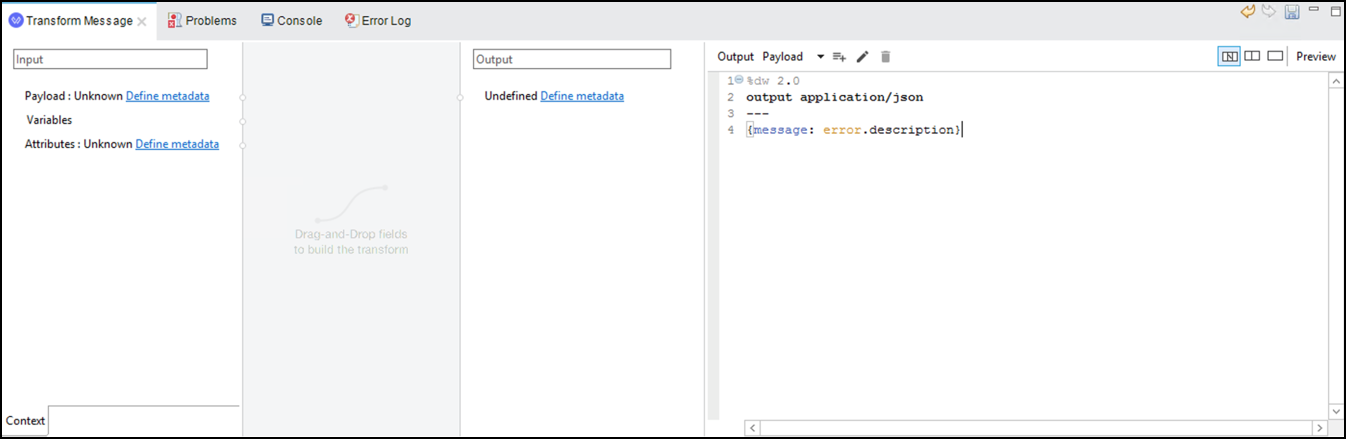 Transform Message
Problems
Console
Error Log
Input
Payload : Unknown Define metadata
Variables
Attributes : Unknown Define metadata
Context
Drag-and-Drop fields
to build the transform
Output
Undefined Define metadata
Output Payload
Preview
1 %dw 2.0
2 output application/json
3 ---
4 {message: error.description}